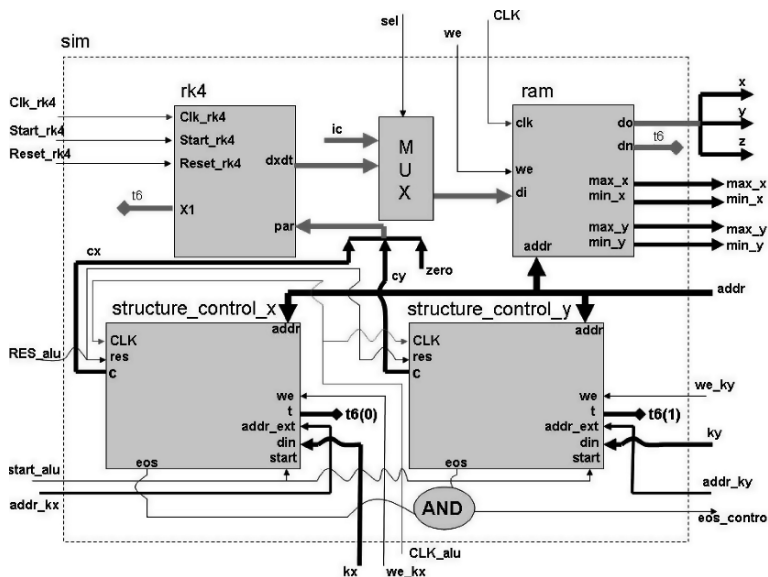 sel
CLK
we
sim
rk4
ram
x
y
z
Clk_rk4
Start_rk4
Reset_rk4
Clk_rk4
Start_rk4
Reset_rk4
dxdt
ic
MUX
clk
we
di
do
t6
dn
t6
X1
par
max_x
min_x
max_y
min_y
max_x
min_x
max_y
min_y
addr
cx
cy
zero
addr
structure_control_x
structure_control_y
addr
addr
CLK
res
C
CLK
res
C
RES_alu
we
t
addr_ext
din
start
t6(0)
we
t
addr_ext
din
start
t6(1)
we_ky
ky
eos
eos
start_alu
addr_kx
addr_ky
AND
eos_contro
CLK_alu
kx
we_kx